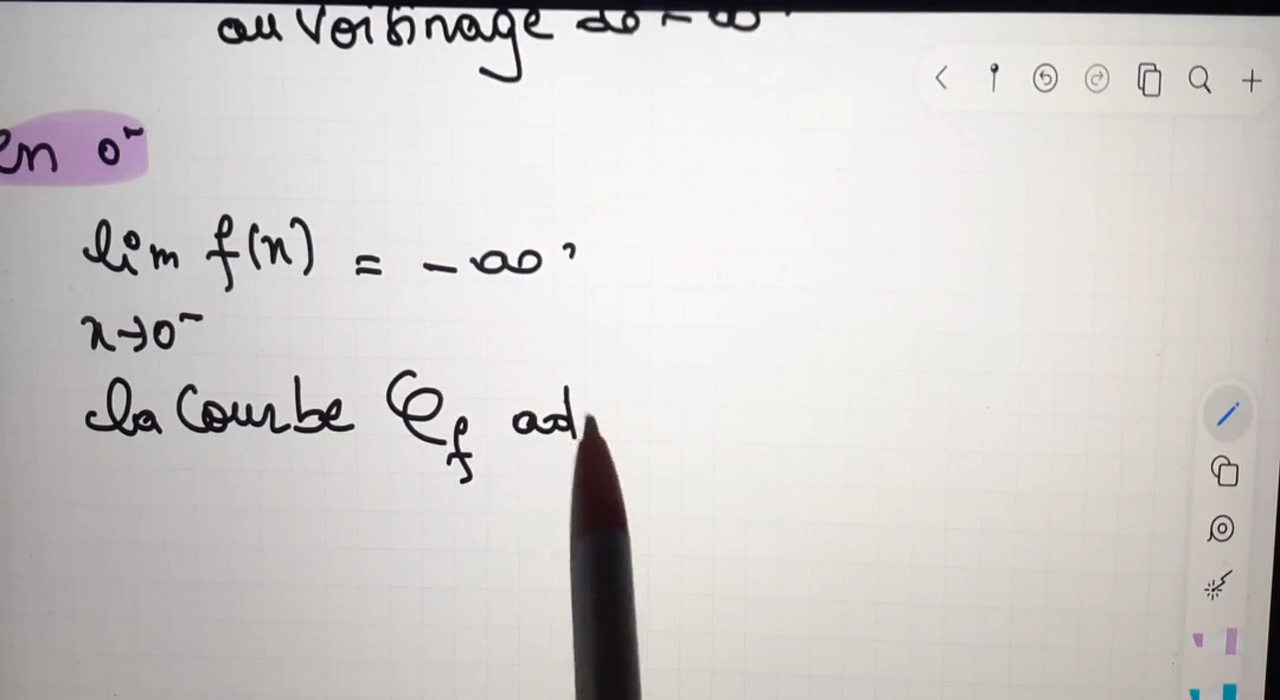 au voisinage de -∞
en 0⁻
lim f(x) = -∞,
x→0⁻
la courbe 𝒞f ad